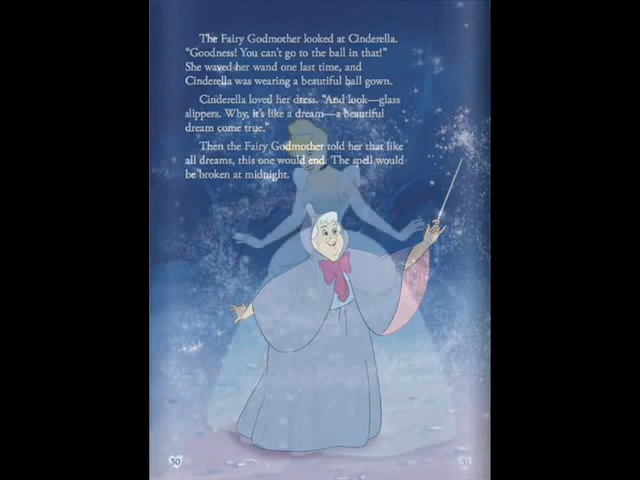 The Fairy Godmother looked at Cinderella.
"Goodness! You can't go to the ball in that!"
She waved her wand one last time, and
Cinderella was wearing a beautiful ball gown.
Cinderella loved her dress. "And look—glass
slippers. Why, it's like a dream—a beautiful
dream come true."
Then the Fairy Godmother told her that like
all dreams, this one would end. The spell would
be broken at midnight.
30
31